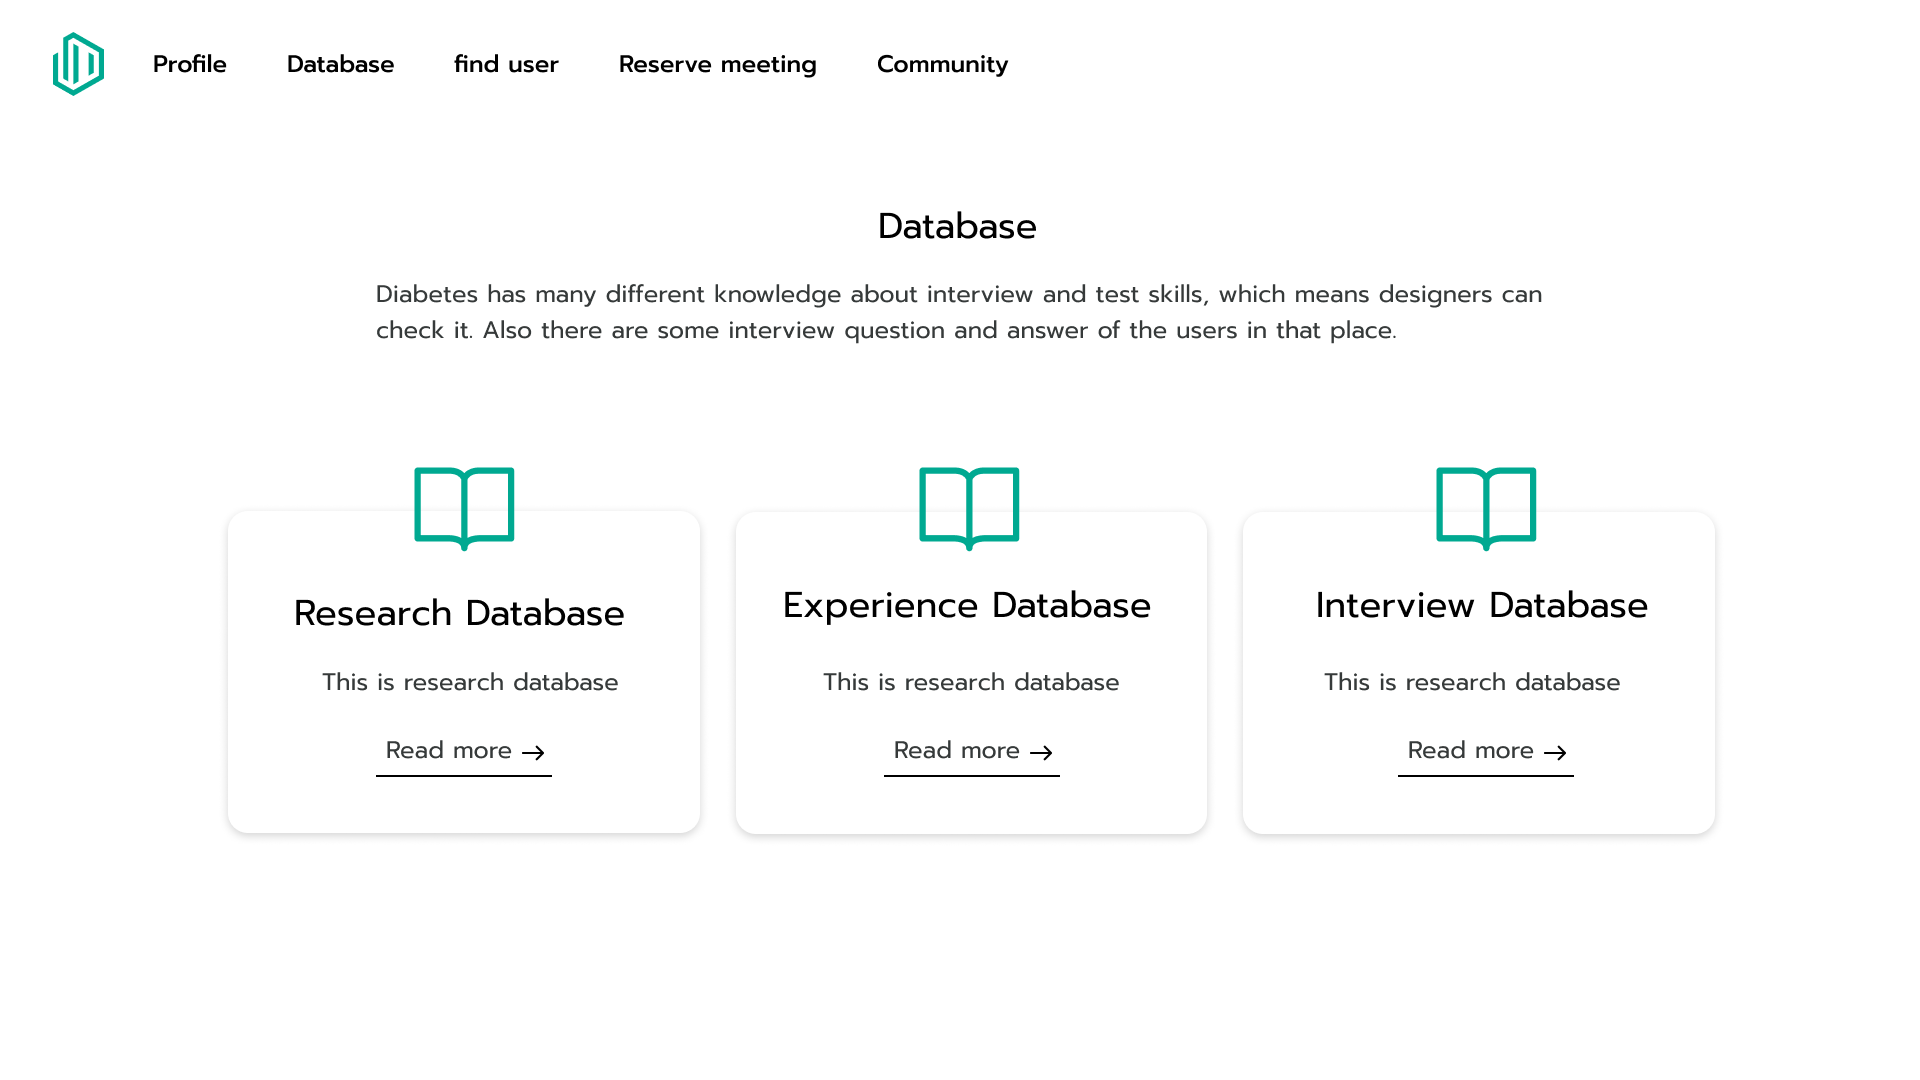 Profile Database find user Reserve meeting Community
Database
Diabetes has many different knowledge about interview and test skills, which means designers can
check it. Also there are some interview question and answer of the users in that place.
Research Database
This is research database
Read more
Experience Database
This is research database
Read more
Interview Database
This is research database
Read more